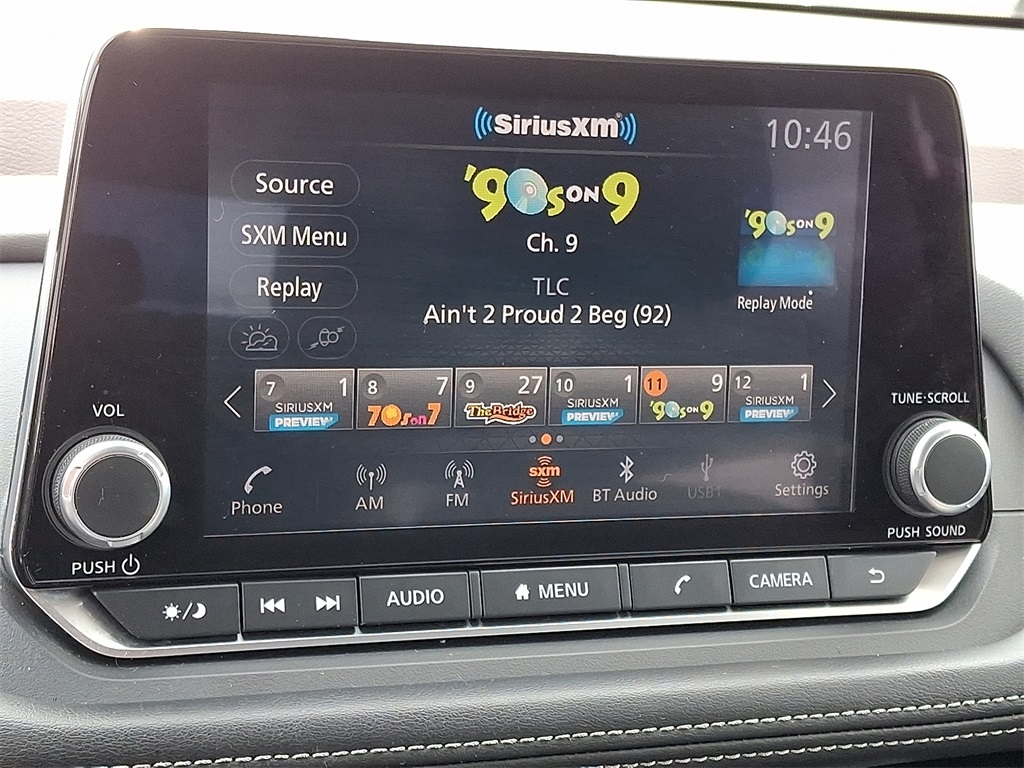 SiriusXM
10:46
Source
'90s ON 9
SXM Menu
Ch. 9
'90s ON 9
Replay
TLC
Replay Mode
Ain't 2 Proud 2 Beg (92)
7 1 8 7 9 27 10 1 11 9 12 1
SIRIUSXM PREVIEW 70s on 7 The Bridge SIRIUSXM PREVIEW '90s ON 9 SIRIUSXM PREVIEW
VOL
TUNE·SCROLL
sxm
Phone AM FM SiriusXM BT Audio USB1 Settings
PUSH
PUSH SOUND
AUDIO
MENU
CAMERA